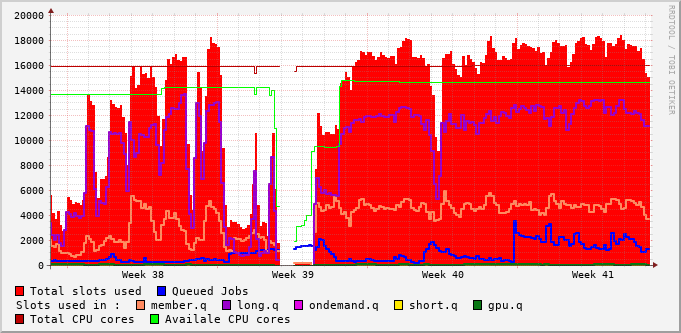 20000
18000
16000
14000
12000
10000
8000
6000
4000
2000
0
Week 38 Week 39 Week 40 Week 41
Total slots used Queued Jobs
Slots used in : member.q long.q ondemand.q short.q gpu.q
Total CPU cores Availale CPU cores
RRDTOOL / TOBI OETIKER